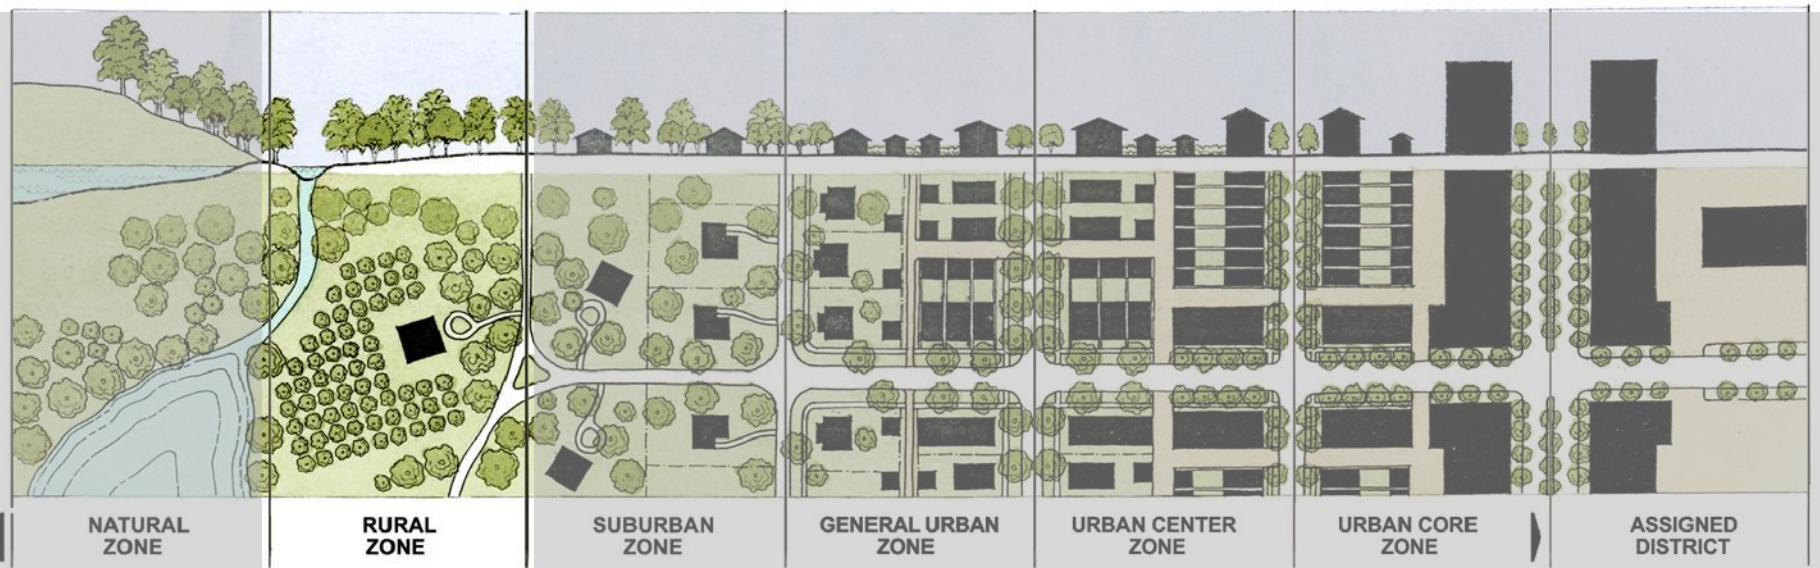 NATURAL
ZONE
RURAL
ZONE
SUBURBAN
ZONE
GENERAL URBAN
ZONE
URBAN CENTER
ZONE
URBAN CORE
ZONE
ASSIGNED
DISTRICT